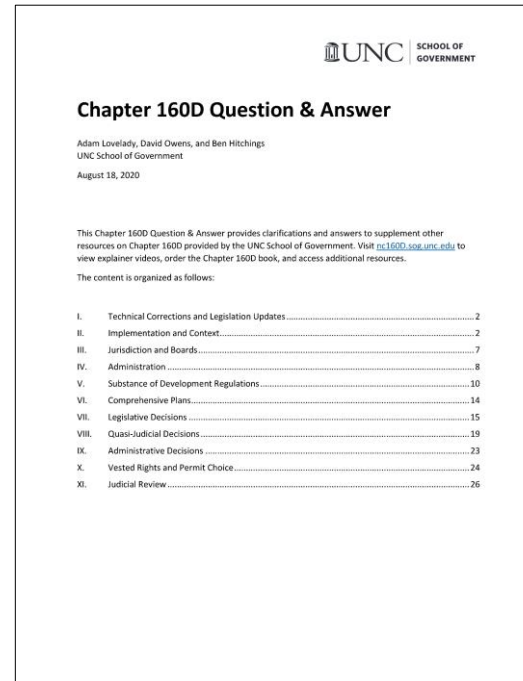 UNC SCHOOL OF
GOVERNMENT
Chapter 160D Question & Answer
Adam Lovelady, David Owens, and Ben Hitchings
UNC School of Government
August 18, 2020
This Chapter 160D Question & Answer provides clarifications and answers to supplement other
resources on Chapter 160D provided by the UNC School of Government. Visit nc160D.sog.unc.edu to
view explainer videos, order the Chapter 160D book, and access additional resources.
The content is organized as follows:
I. Technical Corrections and Legislation Updates 2
II. Implementation and Context 2
III. Jurisdiction and Boards 7
IV. Administration 8
V. Substance of Development Regulations 10
VI. Comprehensive Plans 14
VII. Legislative Decisions 15
VIII. Quasi-Judicial Decisions 19
IX. Administrative Decisions 23
X. Vested Rights and Permit Choice 24
XI. Judicial Review 26